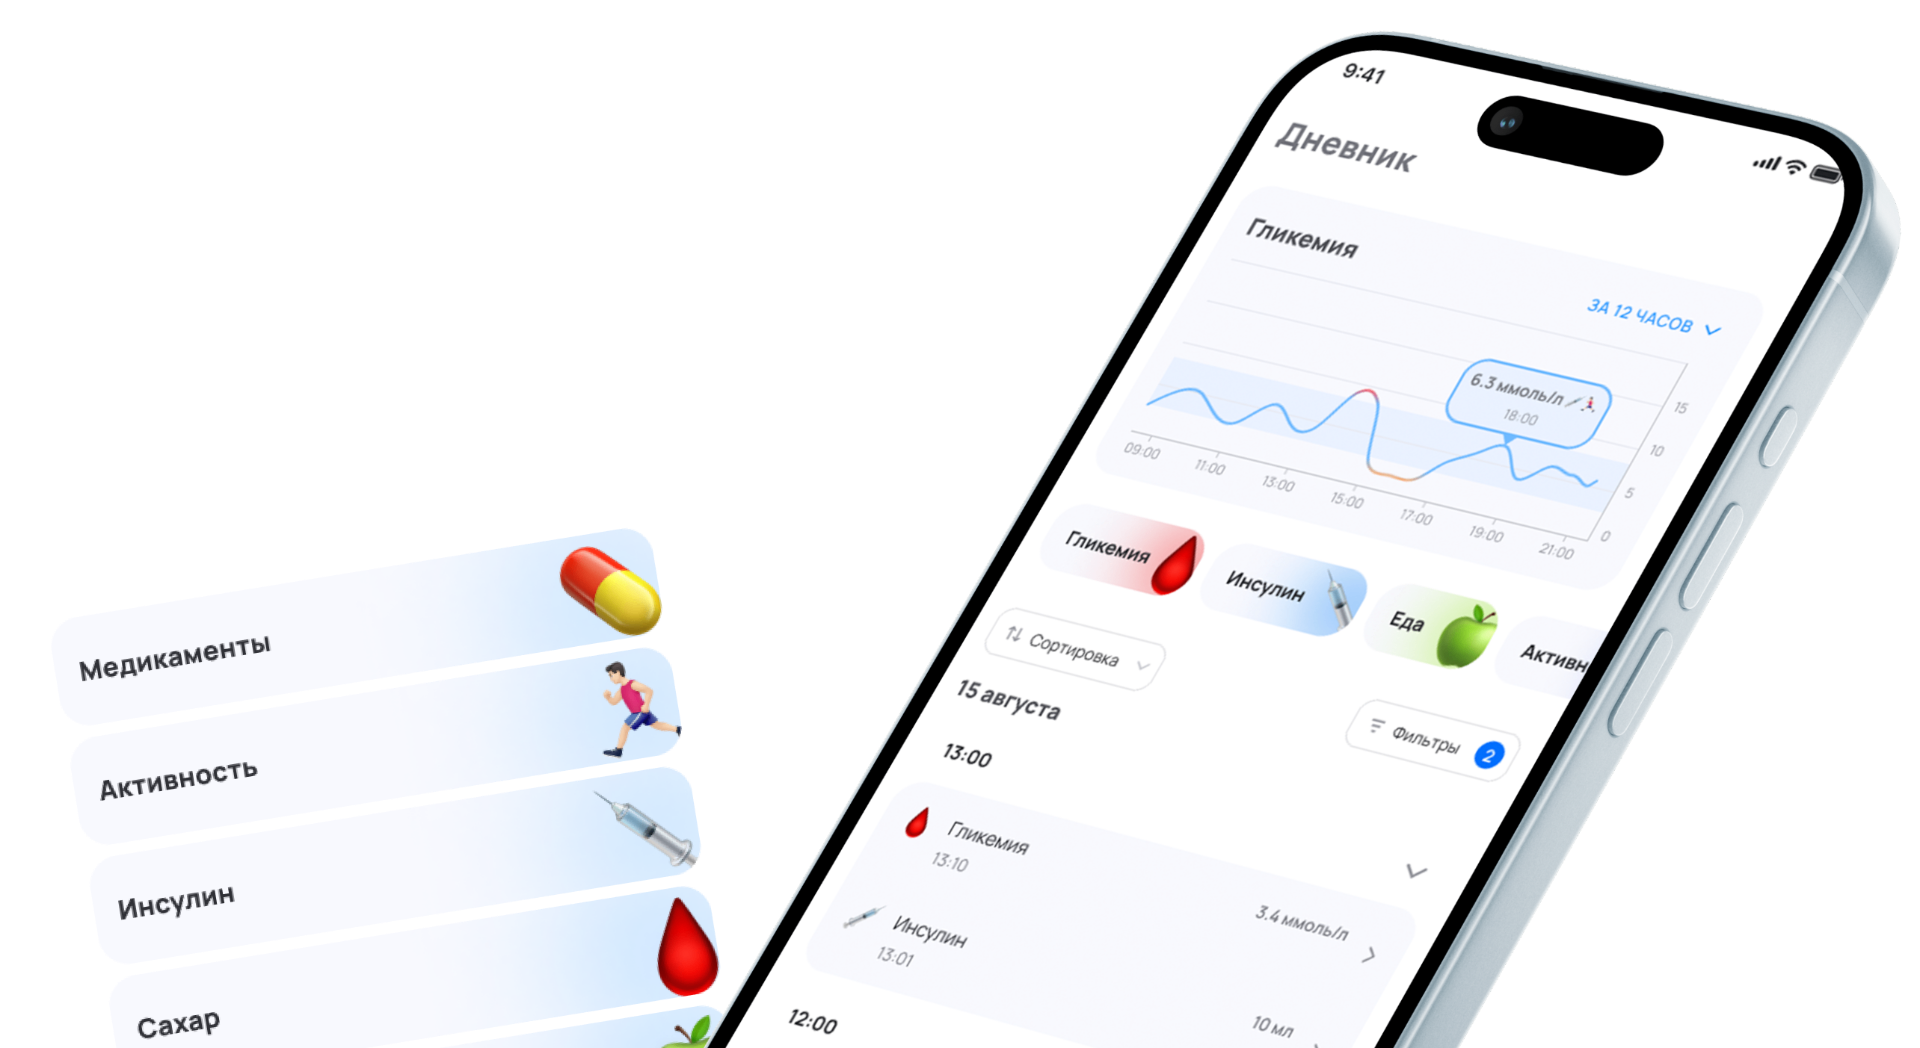 Медикаменты
Активность
Инсулин
Сахар
9:41
Дневник
Гликемия
ЗА 12 ЧАСОВ
6.3 ммоль/л
18:00
15
10
5
0
09:00
11:00
13:00
15:00
17:00
19:00
21:00
Гликемия
Инсулин
Еда
Активн
Сортировка
Фильтры 2
15 августа
13:00
Гликемия
13:10
3.4 ммоль/л
Инсулин
13:01
10 мл
12:00